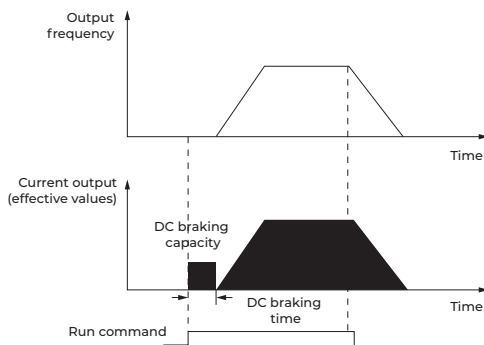 Output
frequency
Time
Current output
(effective values)
DC braking
capacity
DC braking
time
Time
Run command